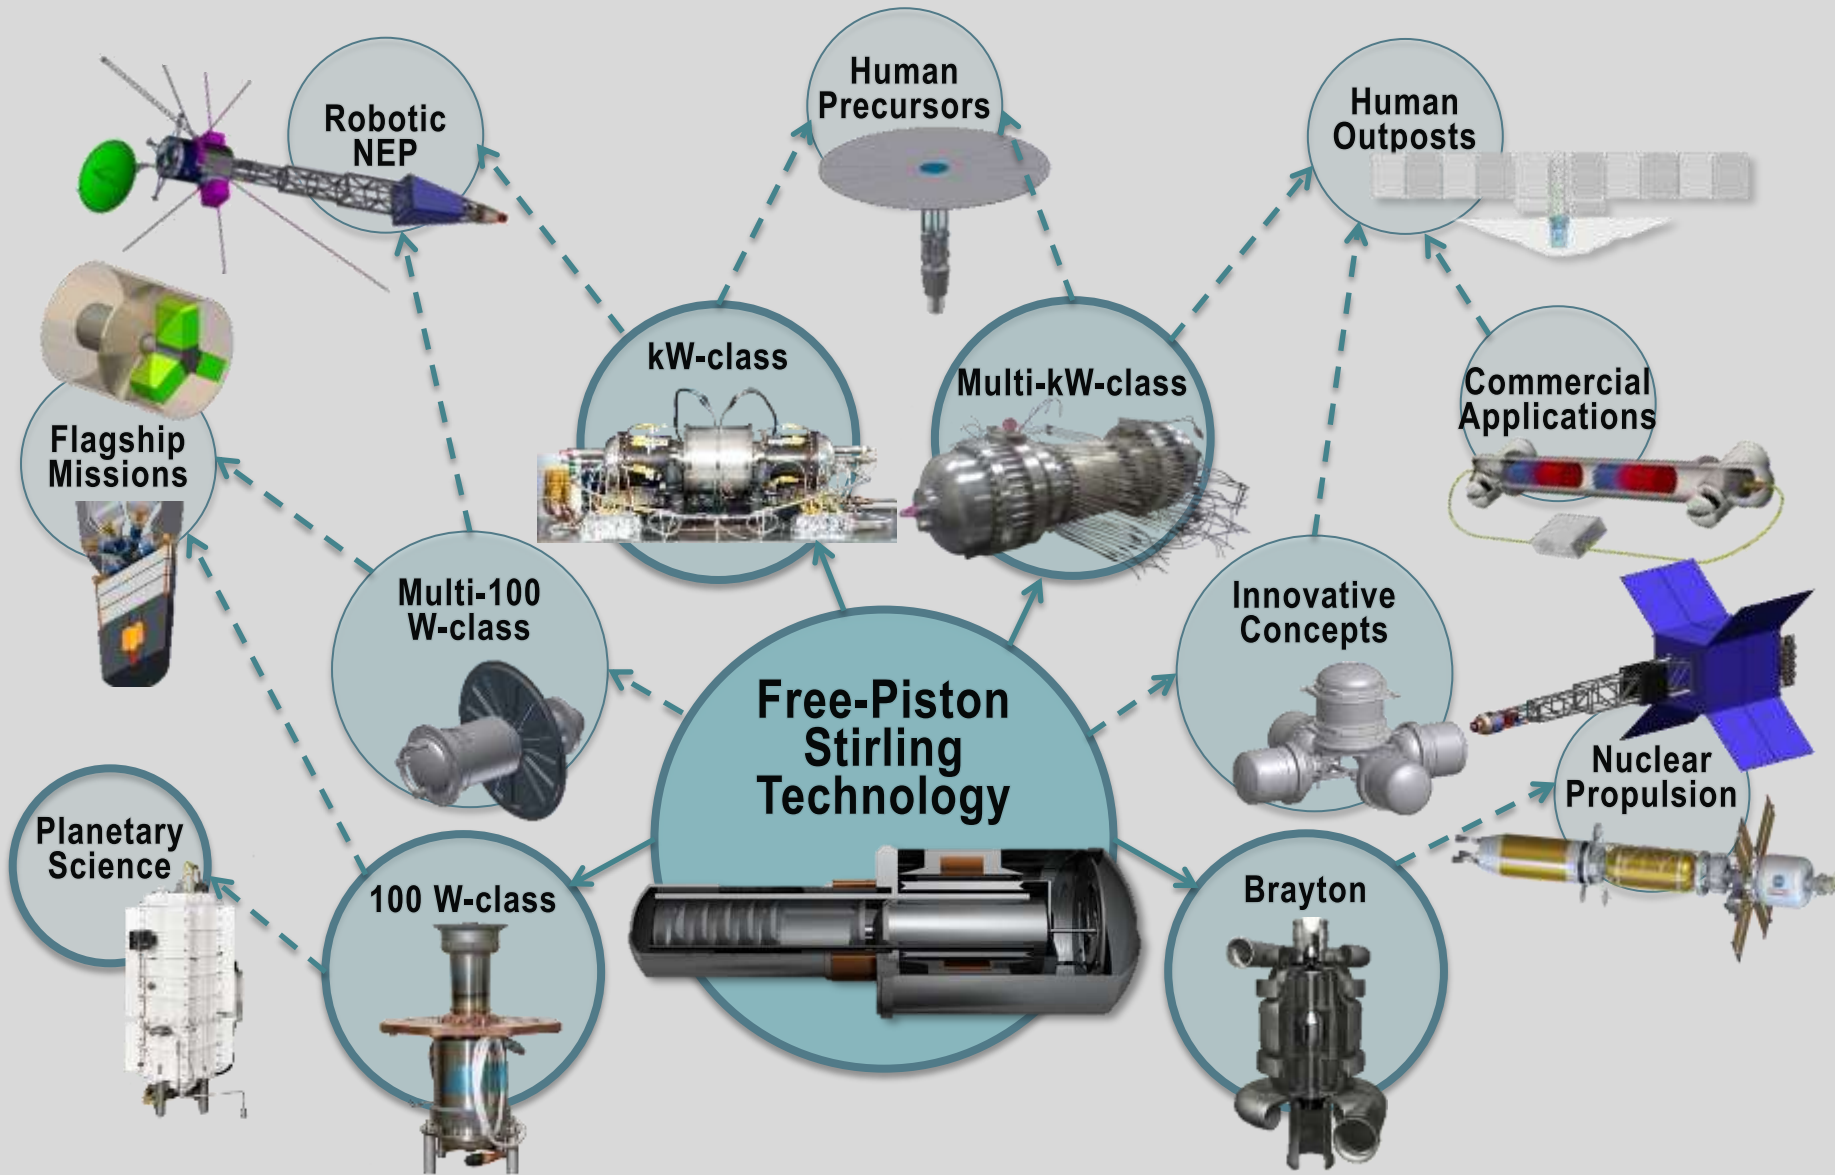 Human
Precursors
Human
Outposts
Robotic
NEP
kW-class
Multi-kW-class
Commercial
Applications
Flagship
Missions
Multi-100
W-class
Innovative
Concepts
Free-Piston
Stirling
Technology
Nuclear
Propulsion
Planetary
Science
100 W-class
Brayton